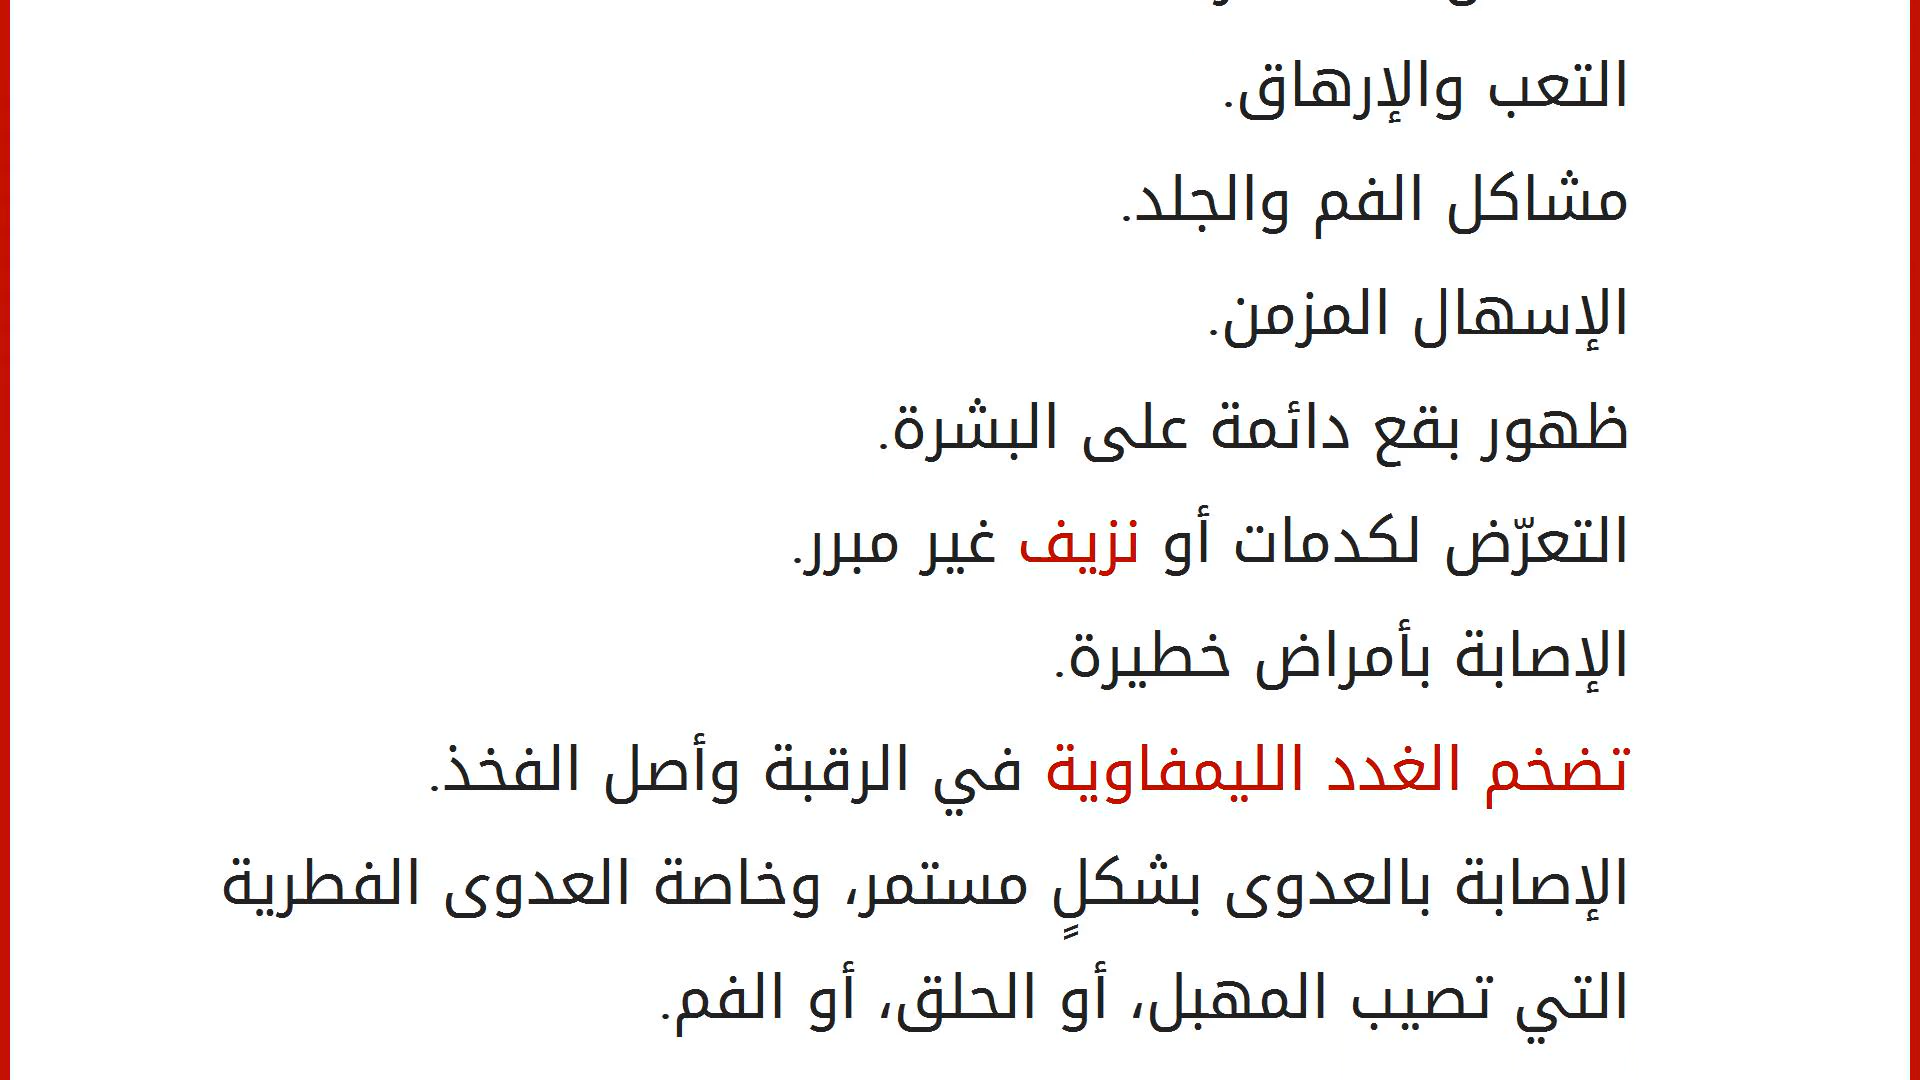 التعب والإرهاق.
مشاكل الفم والجلد.
الإسهال المزمن.
ظهور بقع دائمة على البشرة.
التعرّض لكدمات أو نزيف غير مبرر.
الإصابة بأمراض خطيرة.
تضخم الغدد الليمفاوية في الرقبة وأصل الفخذ.
الإصابة بالعدوى بشكلٍ مستمر، وخاصة العدوى الفطرية
التي تصيب المهبل، أو الحلق، أو الفم.